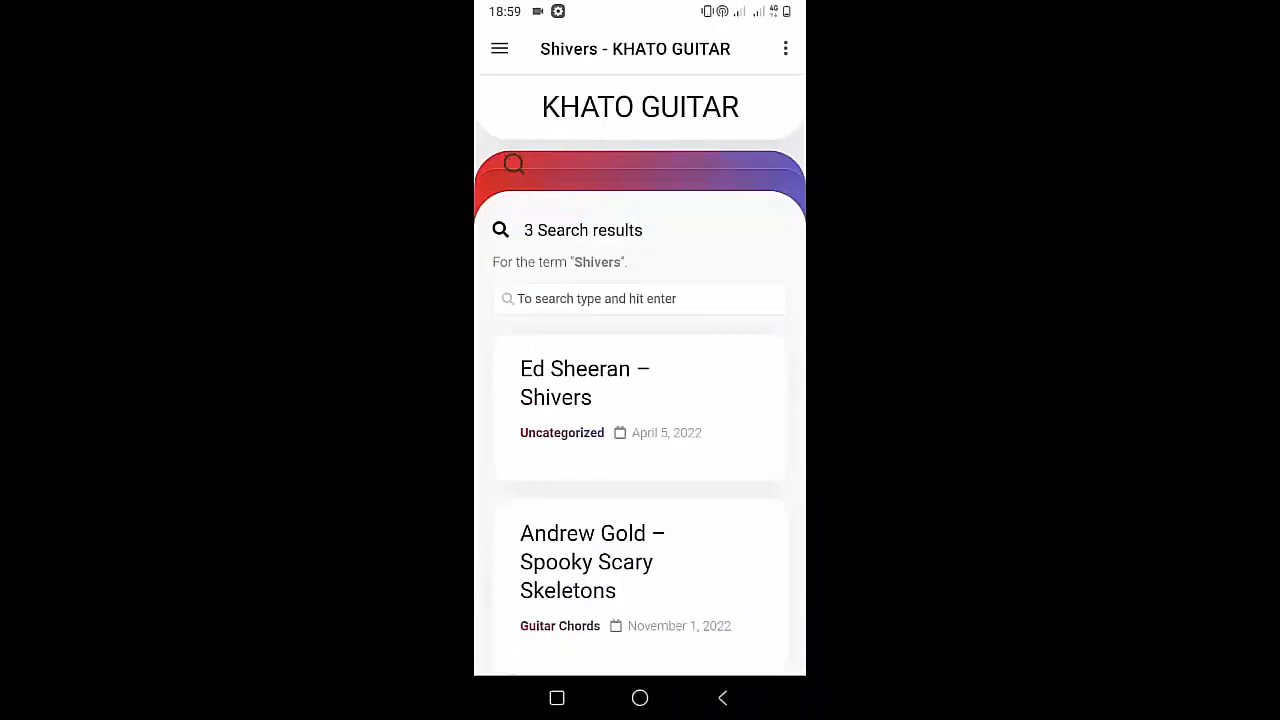 18:59
4G
Shivers - KHATO GUITAR
KHATO GUITAR
3 Search results
For the term "Shivers".
To search type and hit enter
Ed Sheeran –
Shivers
Uncategorized April 5, 2022
Andrew Gold –
Spooky Scary
Skeletons
Guitar Chords November 1, 2022